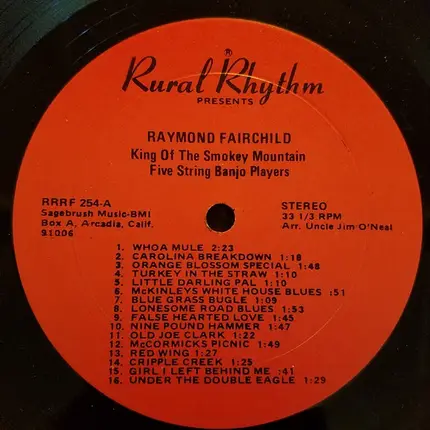 Rural Rhythm®
PRESENTS
RAYMOND FAIRCHILD
King Of The Smokey Mountain
Five String Banjo Players
RRRF 254-A
Sagebrush Music-BMI
Box A, Arcadia, Calif.
91006
STEREO
33 1/3 RPM
Arr. Uncle Jim O'Neal
1. WHOA MULE 2:23
2. CAROLINA BREAKDOWN 1:18
3. ORANGE BLOSSOM SPECIAL 1:48
4. TURKEY IN THE STRAW 1:10
5. LITTLE DARLING PAL 1:10
6. McKINLEYS WHITE HOUSE BLUES :51
7. BLUE GRASS BUGLE 1:09
8. LONESOME ROAD BLUES :53
9. FALSE HEARTED LOVE 1:45
10. NINE POUND HAMMER 1:47
11. OLD JOE CLARK 1:22
12. McCORMICKS PICNIC 1:49
13. RED WING 1:27
14. CRIPPLE CREEK 1:25
15. GIRL I LEFT BEHIND ME :41
16. UNDER THE DOUBLE EAGLE 1:29